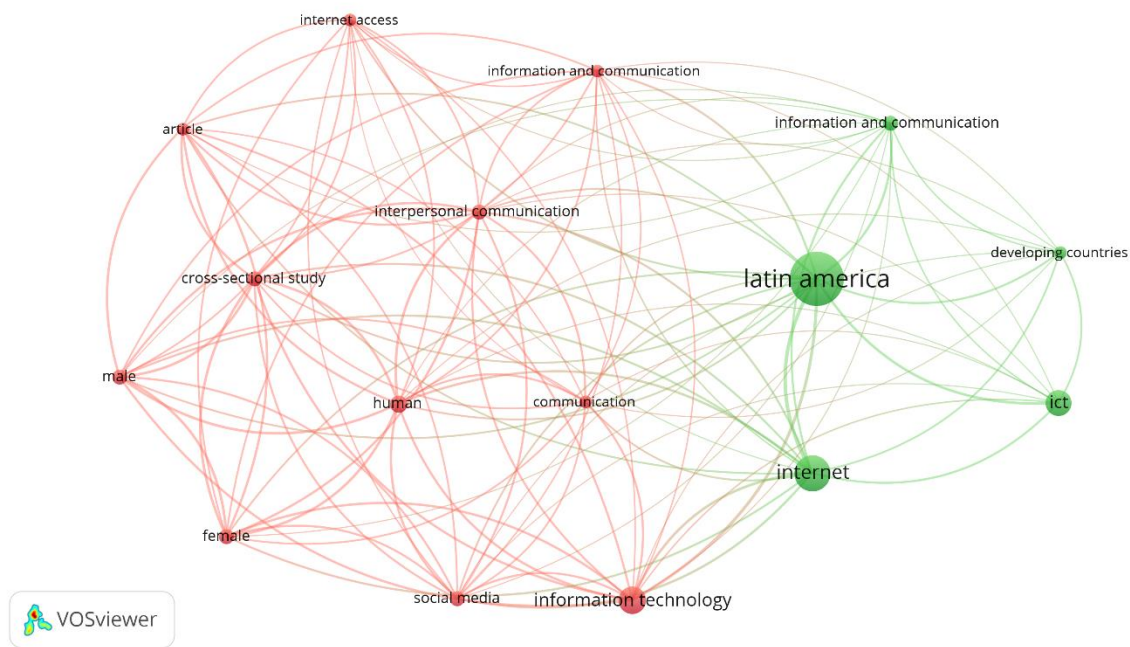 internet access
information and communication
information and communication
article
interpersonal communication
developing countries
latin america
cross-sectional study
male
human
communication
ict
internet
female
social media
information technology
VOSviewer